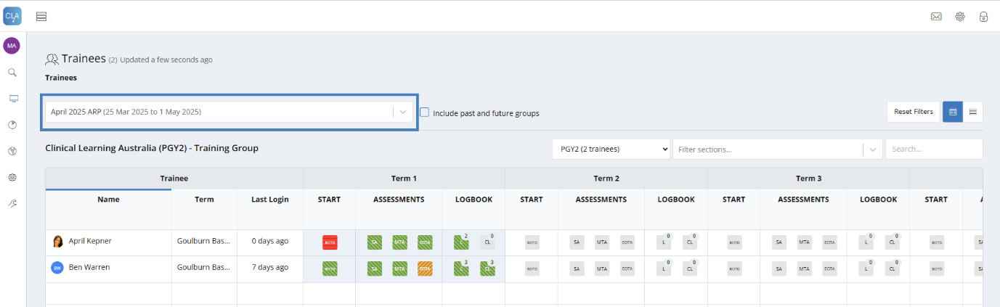 CLA
MA
Trainees (2) Updated a few seconds ago
Trainees
April 2025 ARP (25 Mar 2025 to 1 May 2025)
Include past and future groups
Reset Filters
Clinical Learning Australia (PGY2) - Training Group
PGY2 (2 trainees)
Filter sections...
Search...
Trainee Term 1 Term 2 Term 3
Name Term Last Login START ASSESSMENTS LOGBOOK START ASSESSMENTS LOGBOOK START ASSESSMENTS LOGBOOK START A
April Kepner Goulburn Bas... 0 days ago BOTD SA MTA EOTA L 2 CL 0 BOTD SA MTA EOTA L 0 CL 0 BOTD SA MTA EOTA L 0 CL 0 BOTD SA
BW Ben Warren Goulburn Bas... 7 days ago BOTD SA MTA EOTA L 3 CL 3 BOTD SA MTA EOTA L 0 CL 0 BOTD SA MTA EOTA L 0 CL 0 BOTD SA